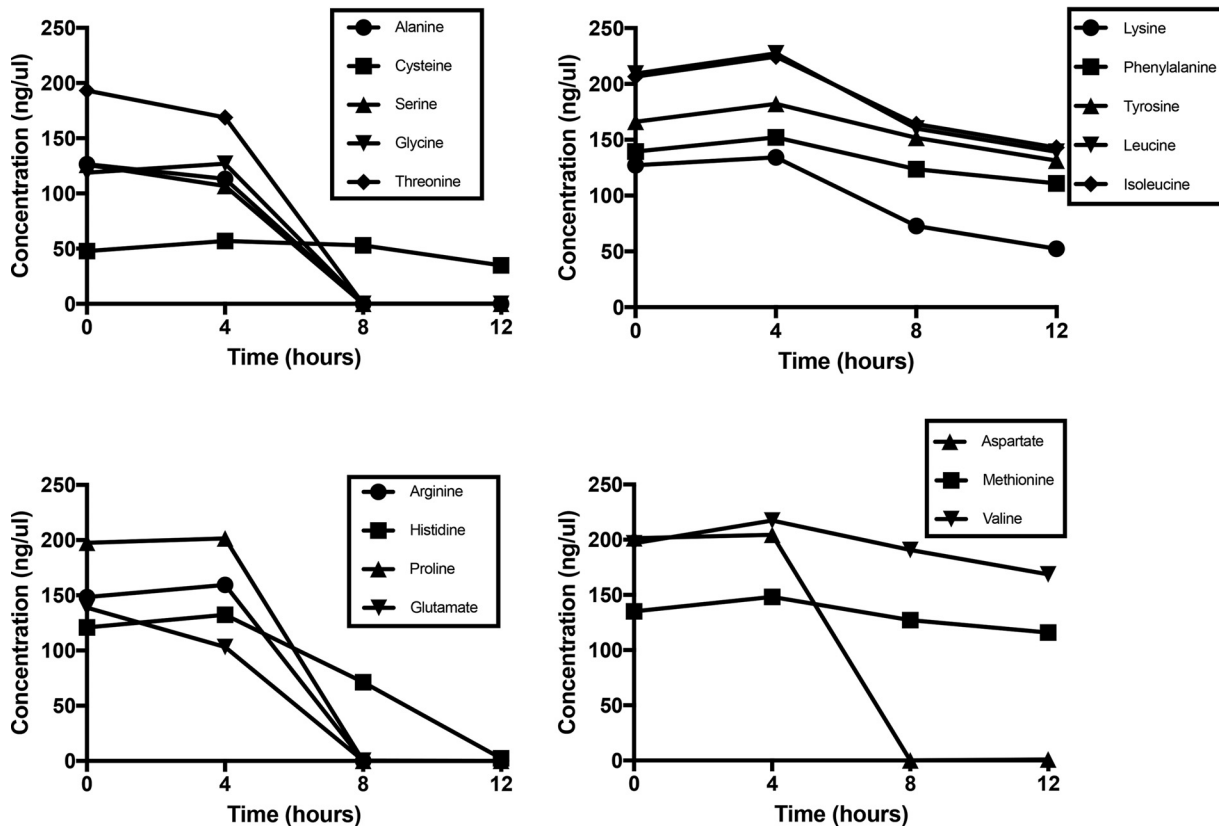 250
200
150
100
50
0
Concentration (ng/ul)
0 4 8 12
Time (hours)
Alanine
Cysteine
Serine
Glycine
Threonine
250
200
150
100
50
0
Concentration (ng/ul)
0 4 8 12
Time (hours)
Lysine
Phenylalanine
Tyrosine
Leucine
Isoleucine
250
200
150
100
50
0
Concentration (ng/ul)
0 4 8 12
Time (hours)
Arginine
Histidine
Proline
Glutamate
250
200
150
100
50
0
Concentration (ng/ul)
0 4 8 12
Time (hours)
Aspartate
Methionine
Valine